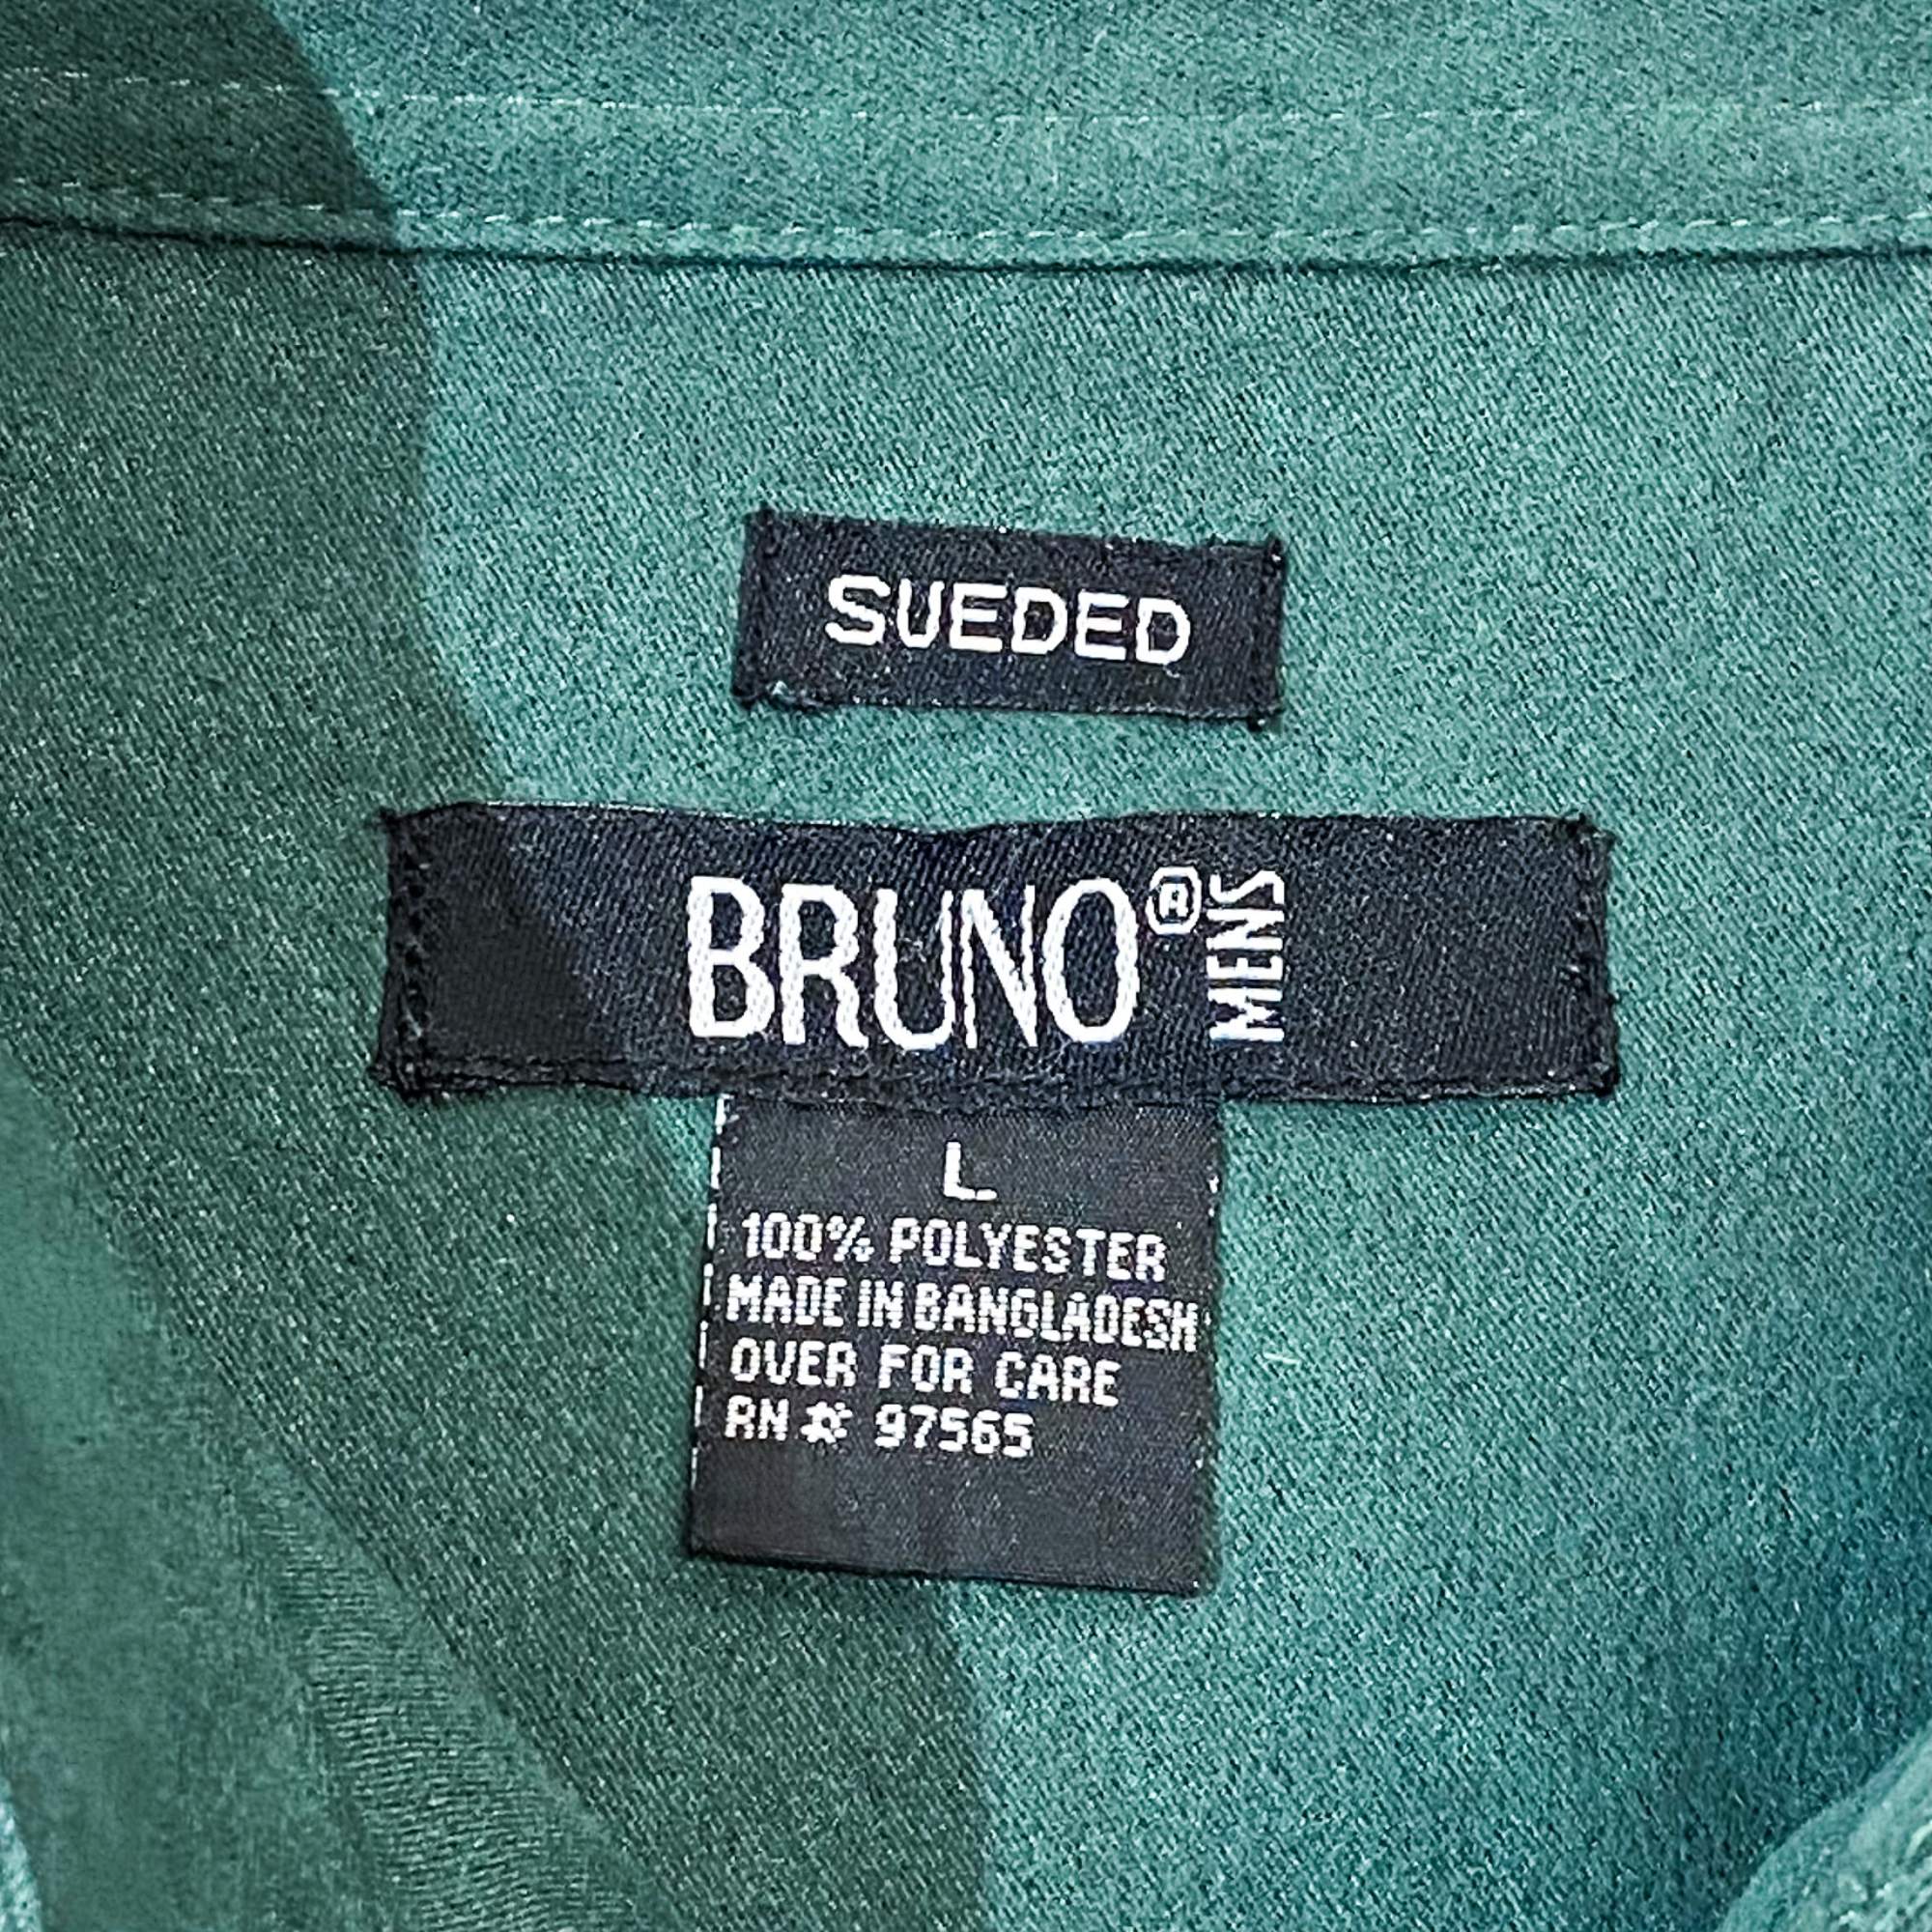 SUEDED
BRUNO® MENS
L
100% POLYESTER
MADE IN BANGLADESH
OVER FOR CARE
RN # 97565